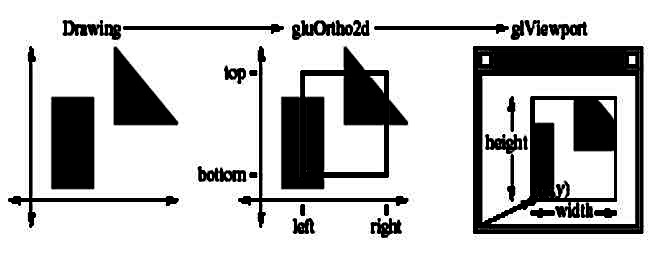 Drawing gluOrtho2d glViewport
top
height
bottom
y)
width
left right